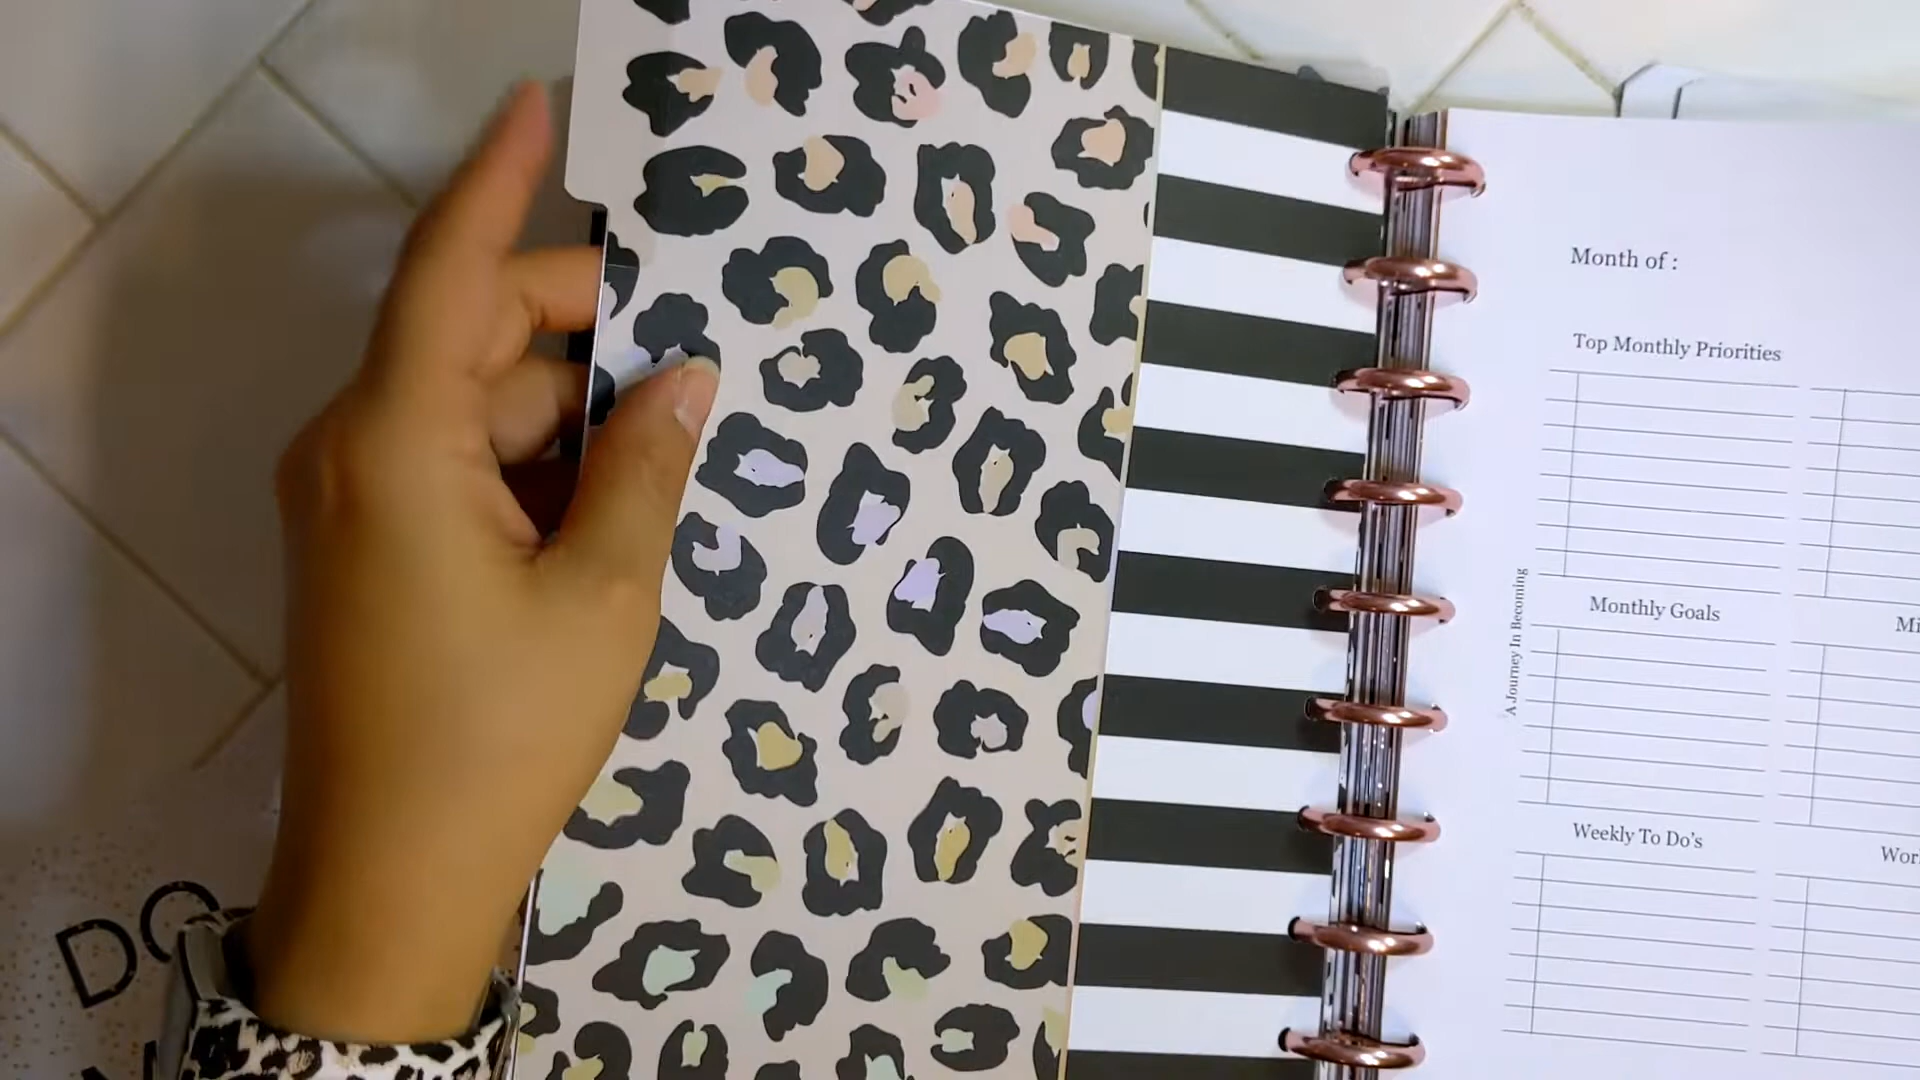 Month of :
Top Monthly Priorities
Monthly Goals
A Journey In Becoming
Weekly To Do's